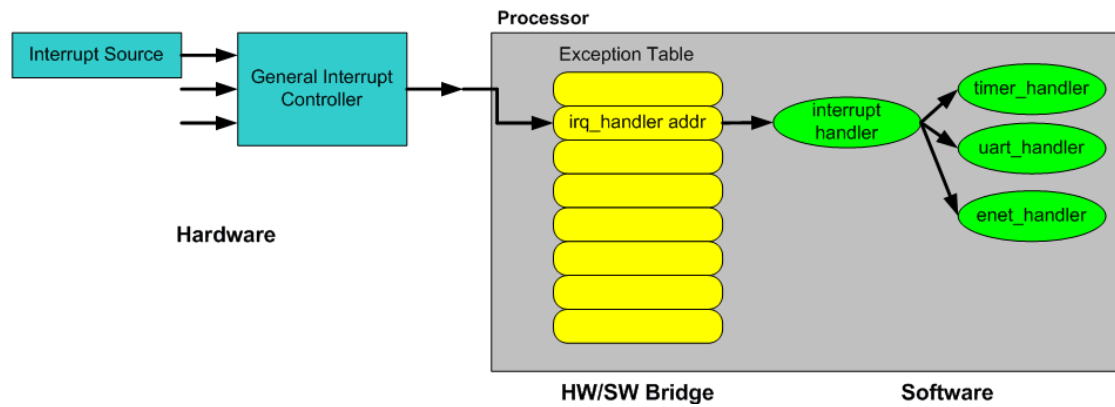 Processor
Interrupt Source
General Interrupt
Controller
Exception Table
irq_handler addr
interrupt
handler
timer_handler
uart_handler
enet_handler
Hardware
HW/SW Bridge
Software